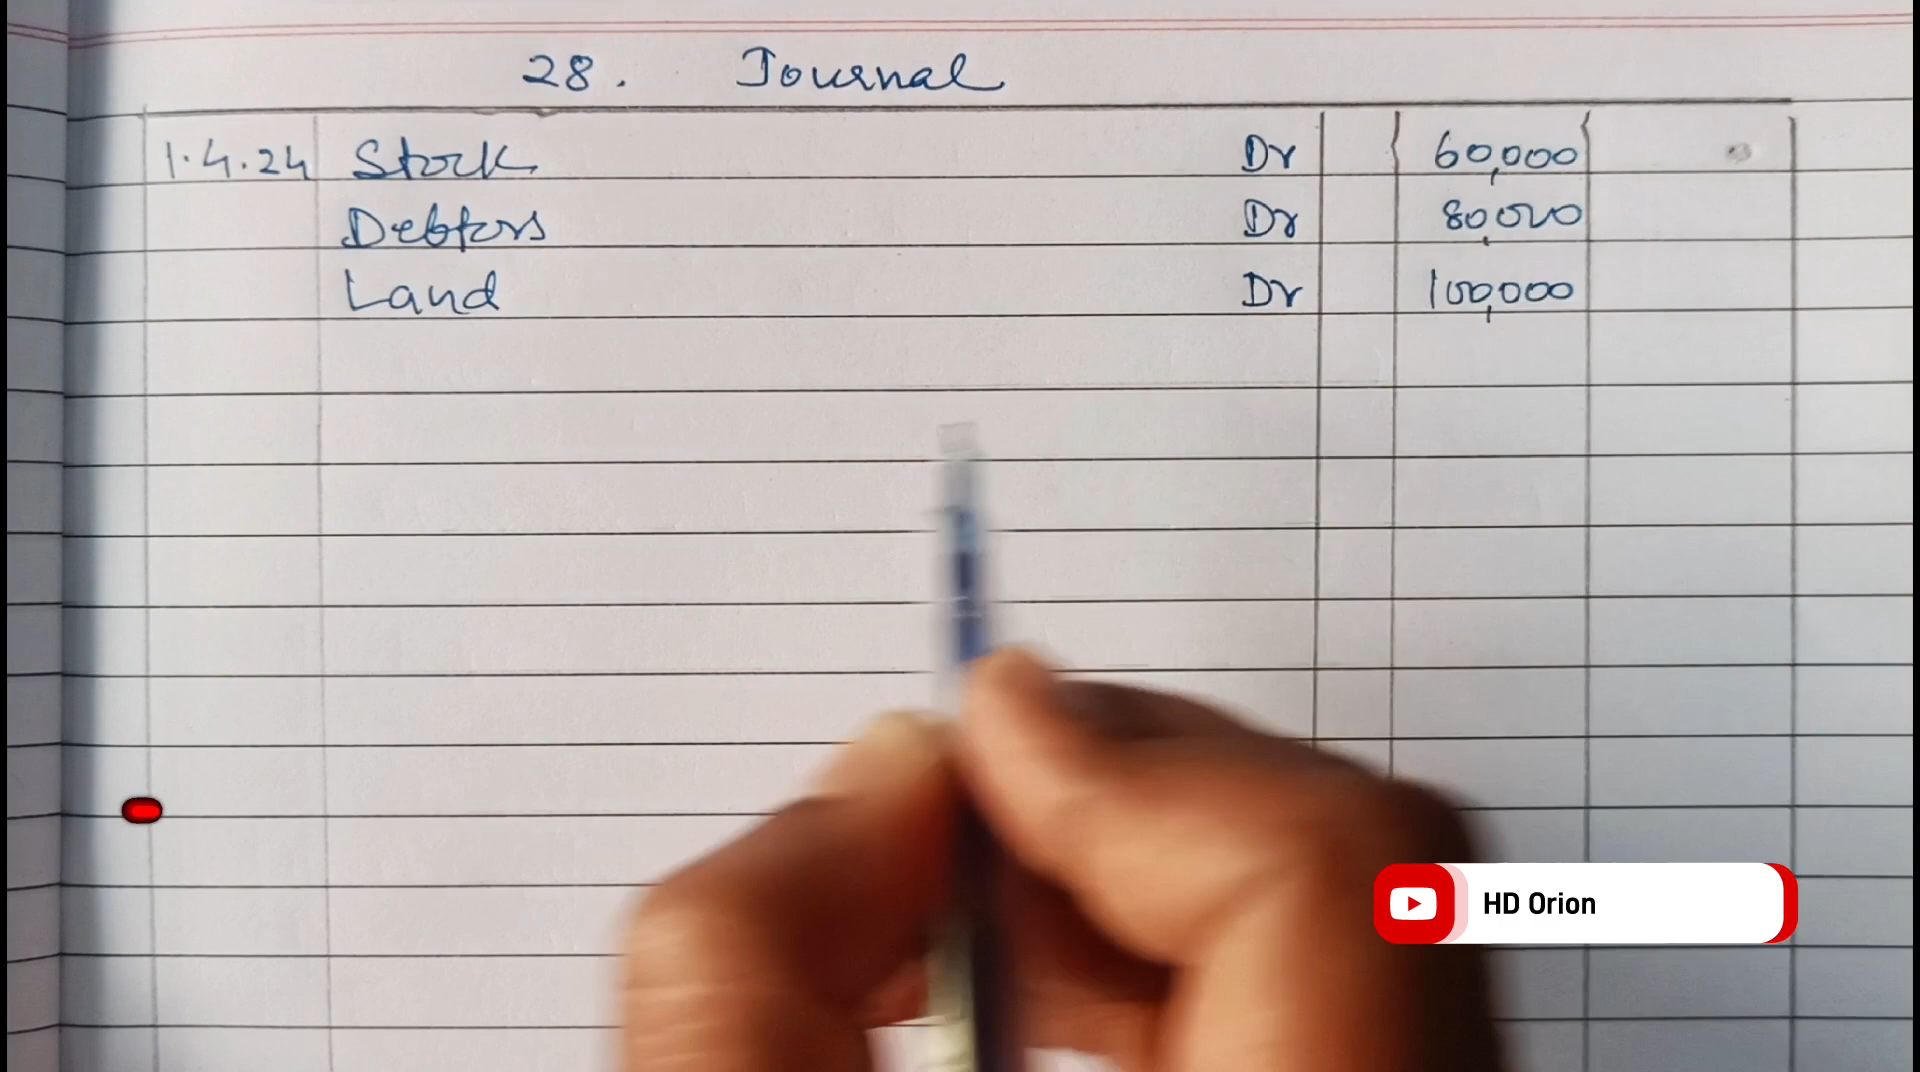 28. Journal
1.4.24 Stock Dr 60,000
Debtors Dr 80,000
Land Dr 100,000
HD Orion